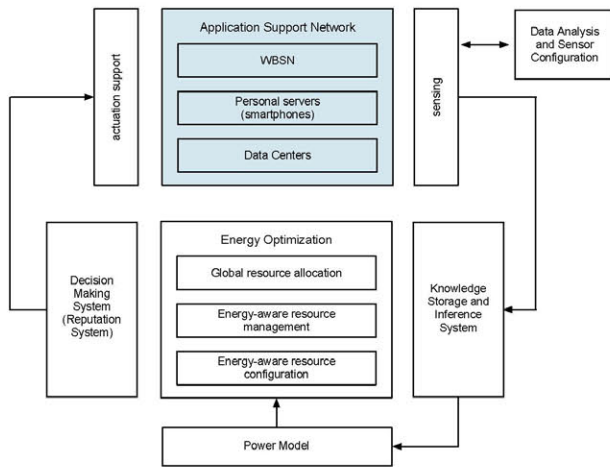 Application Support Network
WBSN
Personal servers
(smartphones)
Data Centers
actuation support
sensing
Data Analysis
and Sensor
Configuration
Decision
Making
System
(Reputation
System)
Energy Optimization
Global resource allocation
Energy-aware resource
management
Energy-aware resource
configuration
Knowledge
Storage and
Inference
System
Power Model